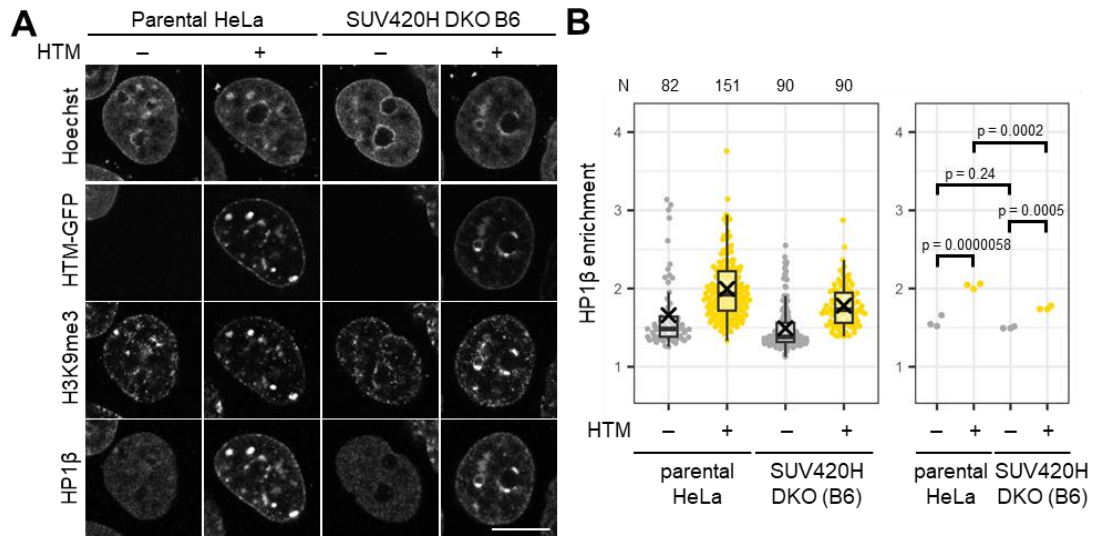 A
Parental HeLa SUV420H DKO B6
HTM – + – +
Hoechst
HTM-GFP
H3K9me3
HP1β
B
N 82 151 90 90
HP1β enrichment
4
3
2
1
HTM – + – +
parental HeLa
SUV420H DKO (B6)
4
3
2
1
p = 0.0002
p = 0.24
p = 0.0005
p = 0.0000058
– + – +
parental HeLa
SUV420H DKO (B6)